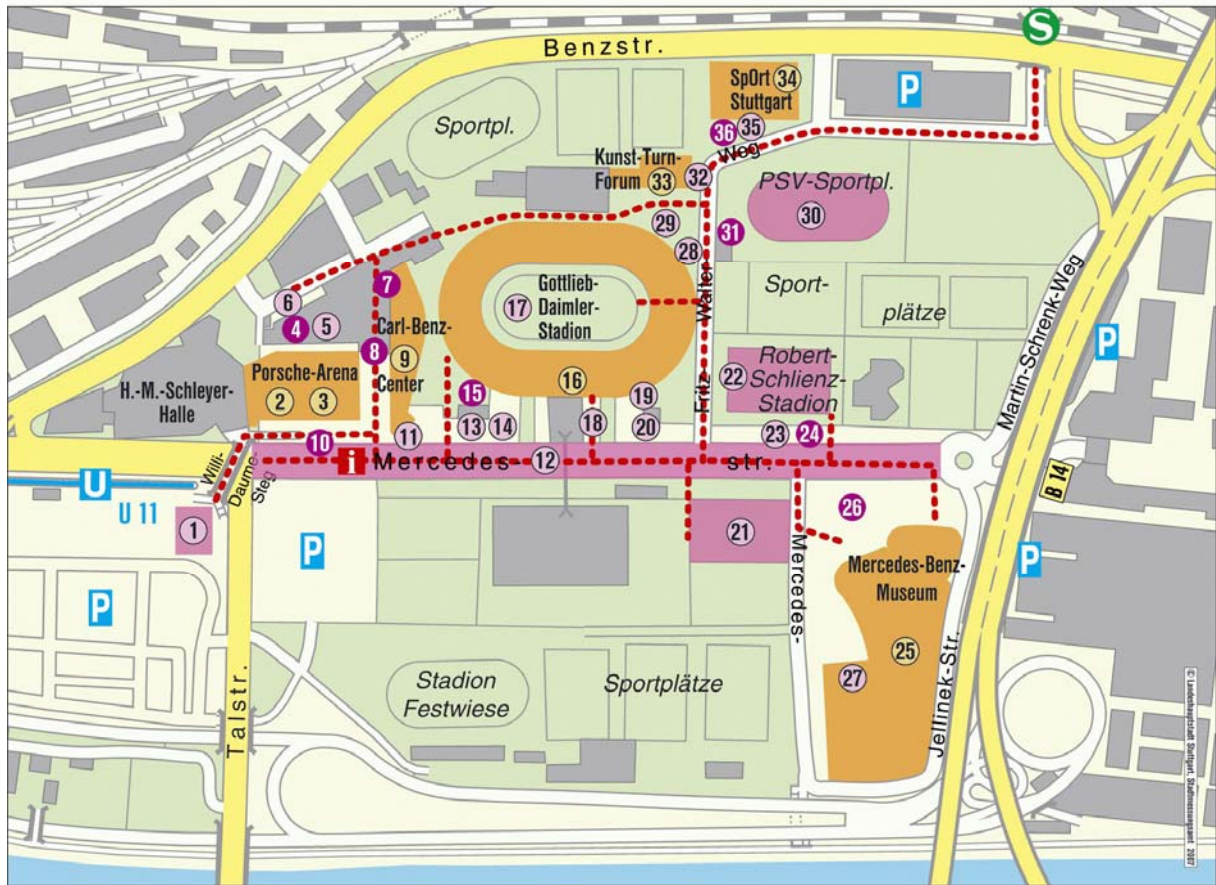 S
Benzstr.
SpOrt 34
Stuttgart
P
Sportpl.
36 35
Weg
Kunst-Turn-
Forum
33
32
PSV-Sportpl.
30
29
31
28
6
7
4 5
17
Gottlieb-
Daimler-
Stadion
Fritz Walter
Sport-
plätze
Martin-Schrenk-Weg
P
8
Carl-Benz-
9
Center
H.-M.-Schleyer-
Halle
Porsche-Arena
2 3
16
15
19
22
Robert-
Schlienz-
Stadion
10
11
13 14
18
20
23 24
i
Mercedes- 12 str.
Willi-
Daume-
Steg
U
U 11
B 14
1
P
21
26
P
P
Mercedes-
Mercedes-Benz-
Museum
25
27
Jellinek-Str.
Stadion
Festwiese
Sportplätze
Talstr.
© Landeshauptstadt Stuttgart, Stadtmessungsamt 2007